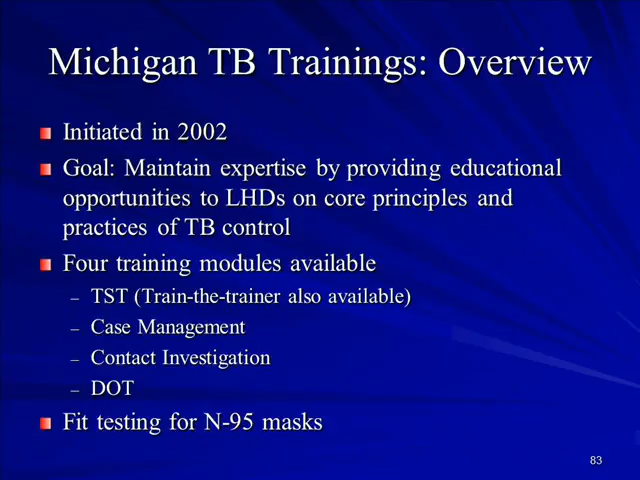 Michigan TB Trainings: Overview
Initiated in 2002
Goal: Maintain expertise by providing educational
opportunities to LHDs on core principles and
practices of TB control
Four training modules available
– TST (Train-the-trainer also available)
– Case Management
– Contact Investigation
– DOT
Fit testing for N-95 masks
83